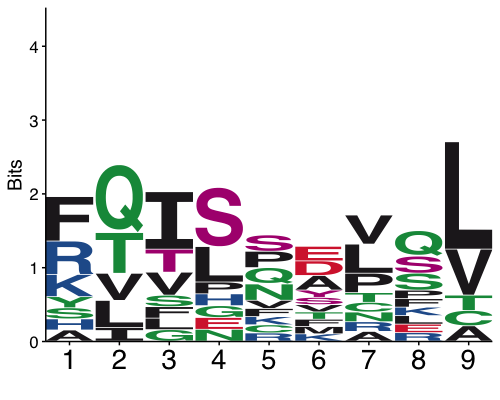 Bits
4
3
2
1
0
F R K Y S H A
Q T V L I
I T V S F G
S L P H G E N
S P Q N V F K C R
E D A Y S V T F M K
V L P T C N R A
Q S S P F K L E R
L V T C A
1 2 3 4 5 6 7 8 9